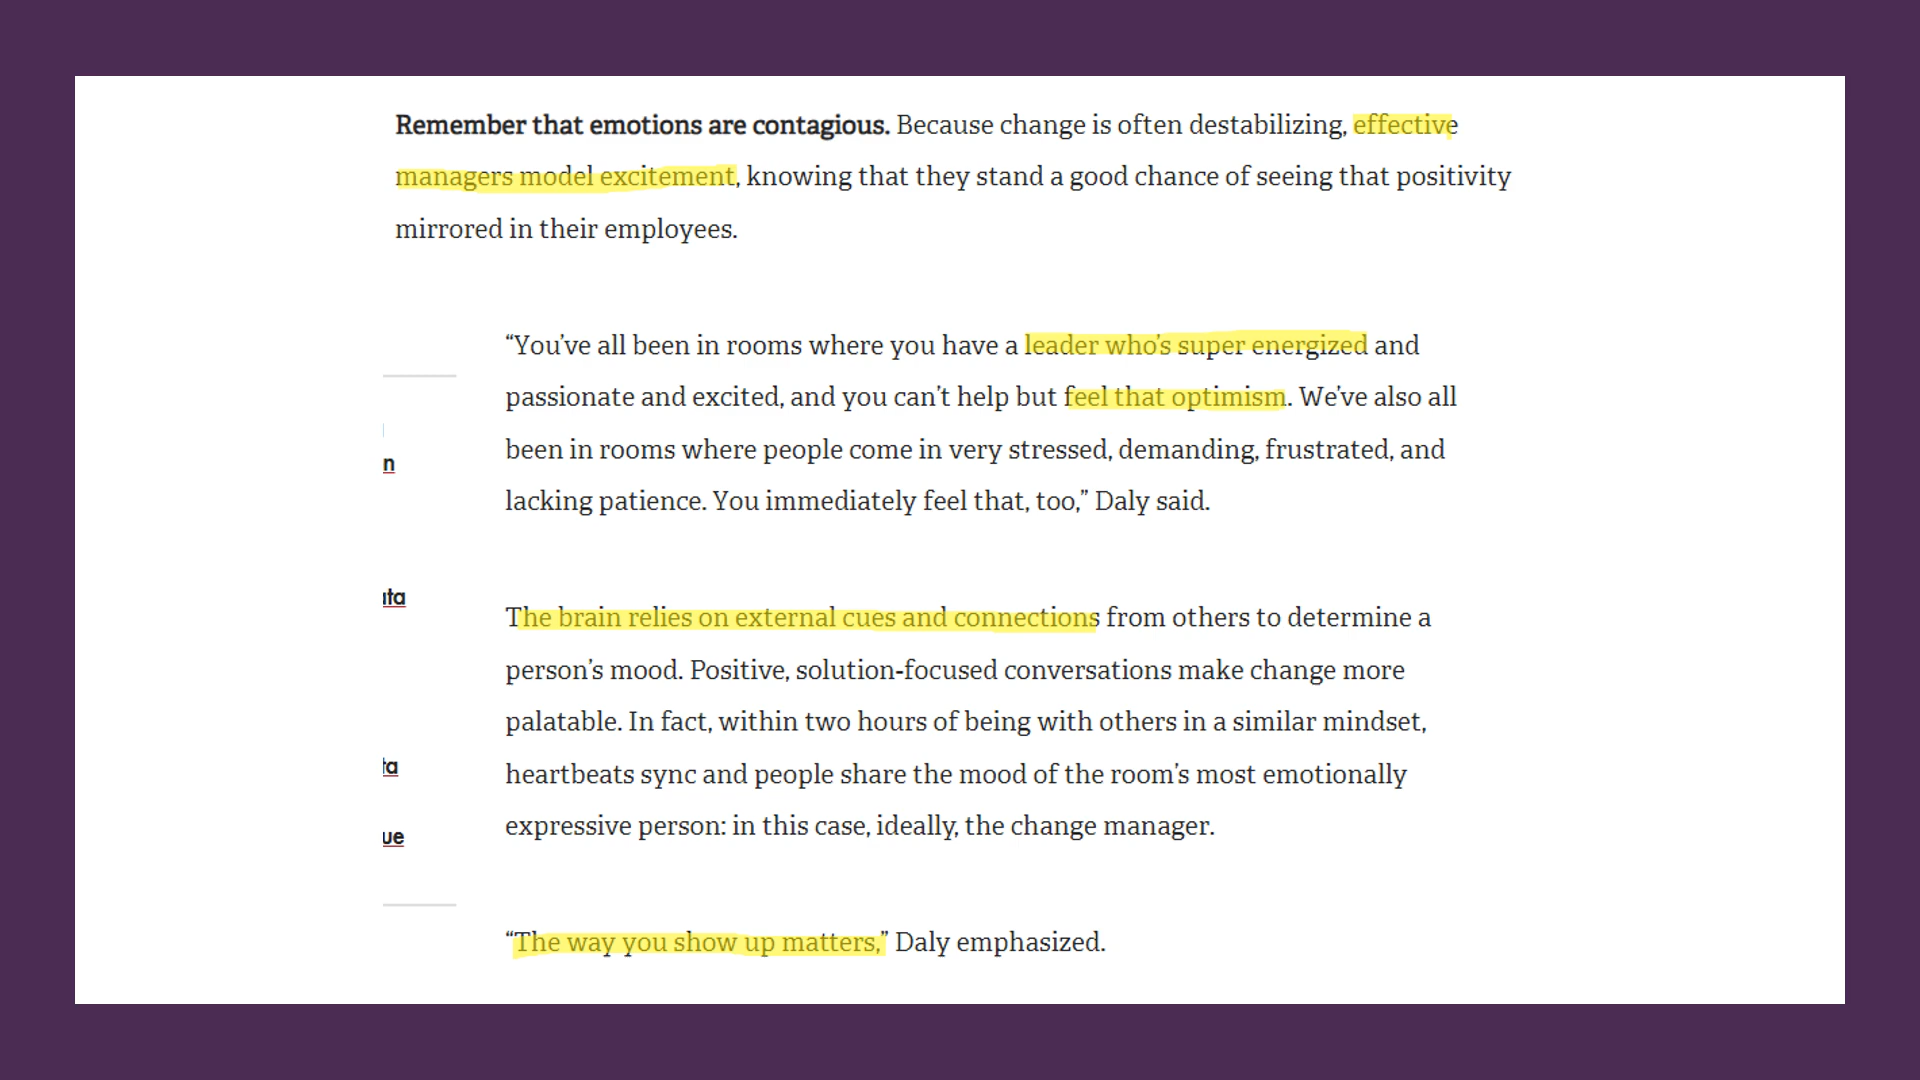 Remember that emotions are contagious. Because change is often destabilizing, effective
managers model excitement, knowing that they stand a good chance of seeing that positivity
mirrored in their employees.
“You’ve all been in rooms where you have a leader who’s super energized and
passionate and excited, and you can’t help but feel that optimism. We’ve also all
been in rooms where people come in very stressed, demanding, frustrated, and
lacking patience. You immediately feel that, too,” Daly said.
n
ata
The brain relies on external cues and connections from others to determine a
person’s mood. Positive, solution-focused conversations make change more
palatable. In fact, within two hours of being with others in a similar mindset,
heartbeats sync and people share the mood of the room’s most emotionally
expressive person: in this case, ideally, the change manager.
ta
ue
“The way you show up matters,” Daly emphasized.